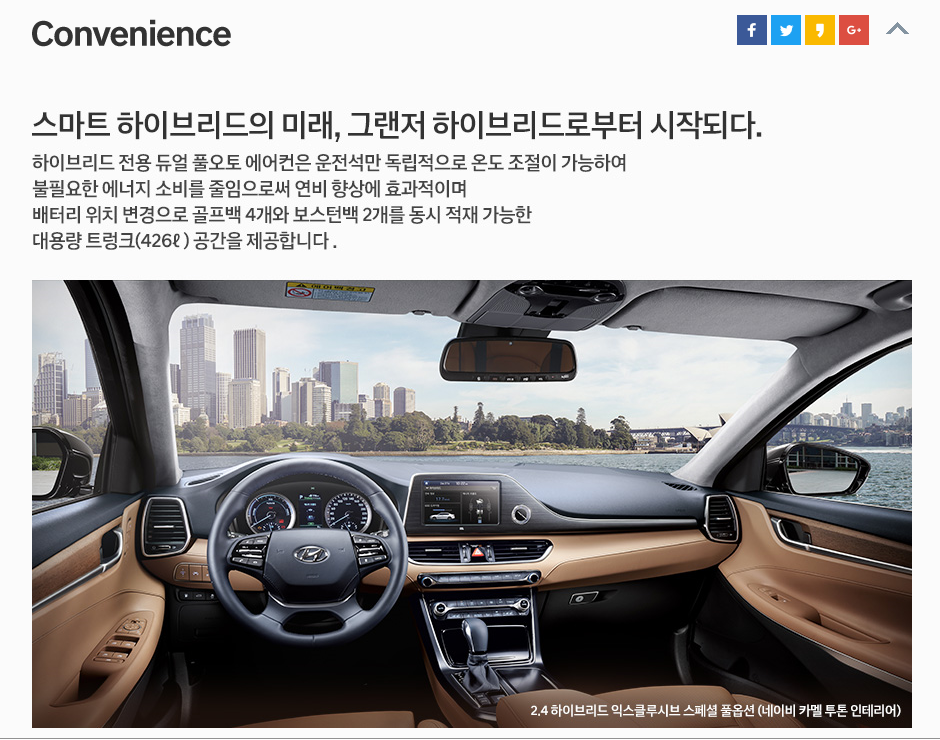 Convenience
스마트 하이브리드의 미래, 그랜저 하이브리드로부터 시작되다.
하이브리드 전용 듀얼 풀오토 에어컨은 운전석만 독립적으로 온도 조절이 가능하여
불필요한 에너지 소비를 줄임으로써 연비 향상에 효과적이며
배터리 위치 변경으로 골프백 4개와 보스턴백 2개를 동시 적재 가능한
대용량 트렁크(426ℓ ) 공간을 제공합니다 .
에어백 경고
2,4 하이브리드 익스클루시브 스페셜 풀옵션 (네이비 카멜 투톤 인테리어)